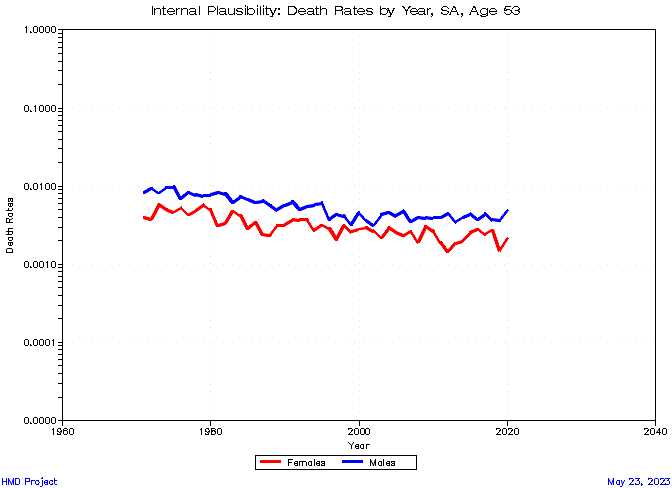 Internal Plausibility: Death Rates by Year, SA, Age 53
1.0000
0.1000
0.0100
0.0010
0.0001
0.0000
Death Rates
1960
1980
2000
2020
2040
Year
Females
Males
HMD Project
May 23, 2023